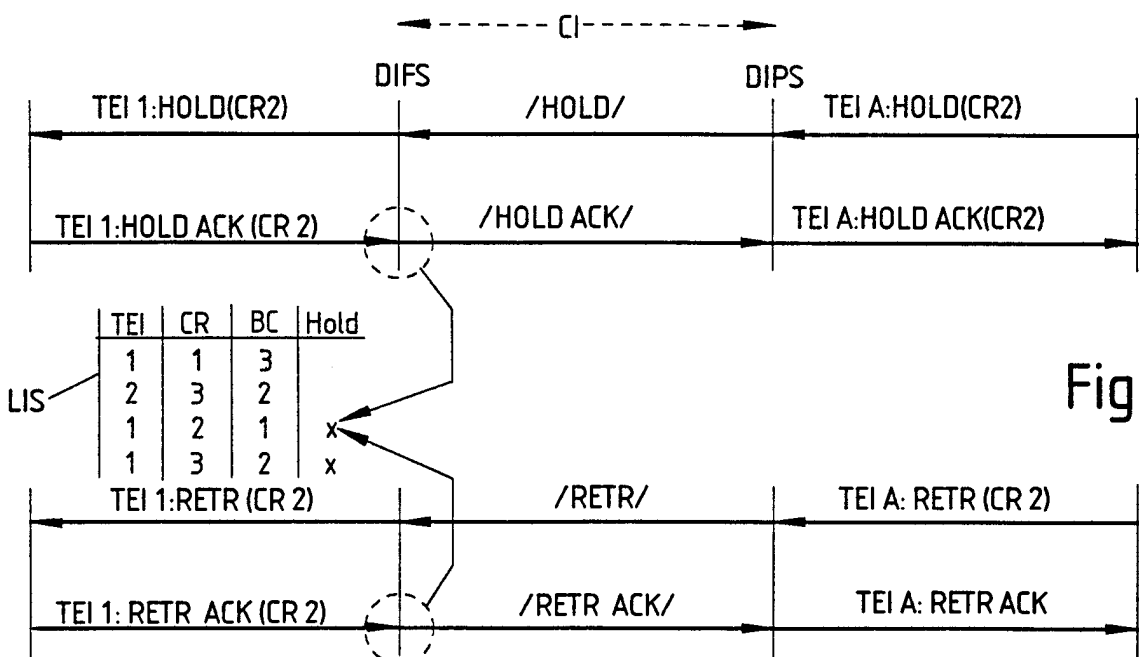 CI
DIFS DIPS
TEI 1:HOLD(CR2) /HOLD/ TEI A:HOLD(CR2)
TEI 1:HOLD ACK (CR 2) /HOLD ACK/ TEI A:HOLD ACK(CR2)
TEI CR BC Hold
1 1 3
2 3 2
LIS
Fig
1 2 1 x
1 3 2 x
TEI 1:RETR (CR 2) /RETR/ TEI A: RETR (CR 2)
TEI 1: RETR ACK (CR 2) /RETR ACK/ TEI A: RETR ACK